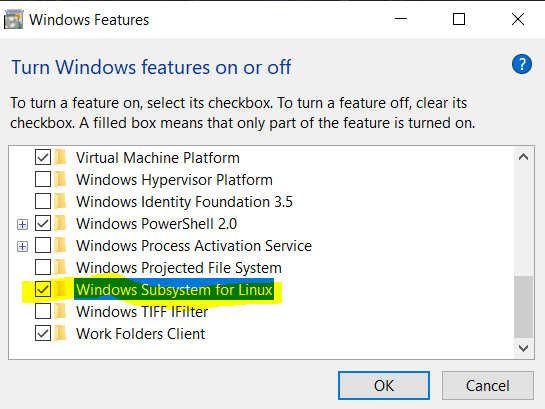 Windows Features
Turn Windows features on or off
?
To turn a feature on, select its checkbox. To turn a feature off, clear its
checkbox. A filled box means that only part of the feature is turned on.
Virtual Machine Platform
Windows Hypervisor Platform
Windows Identity Foundation 3.5
Windows PowerShell 2.0
Windows Process Activation Service
Windows Projected File System
Windows Subsystem for Linux
Windows TIFF IFilter
Work Folders Client
OK
Cancel